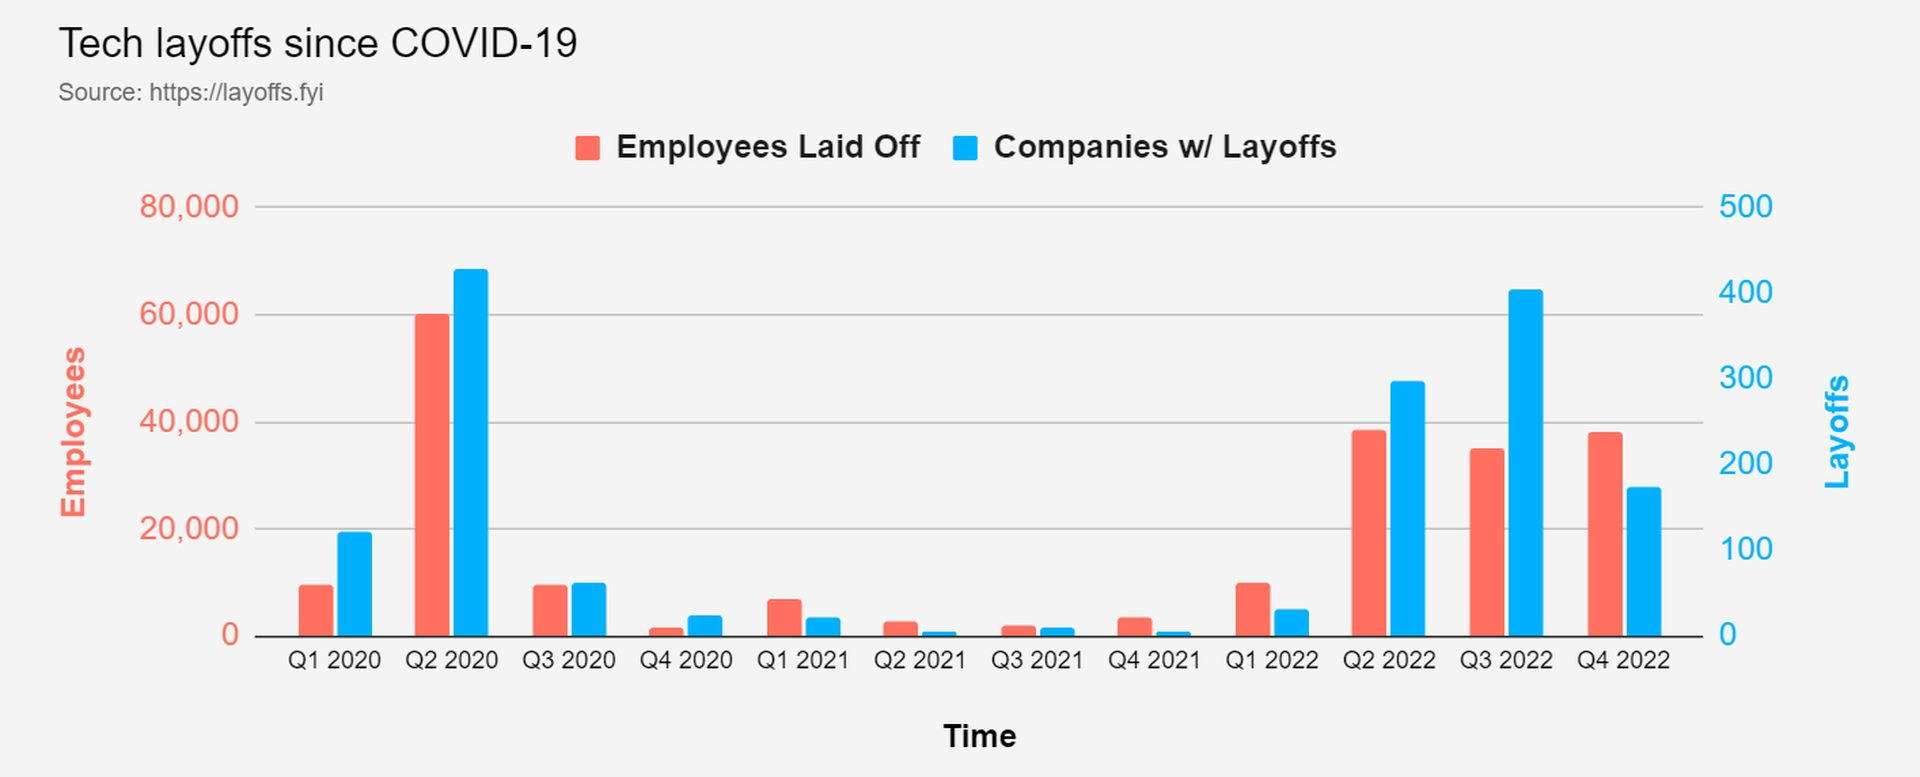 Tech layoffs since COVID-19
Source: https://layoffs.fyi
Employees Laid Off Companies w/ Layoffs
80,000 500
60,000 400
40,000 300
20,000 200
0 100
0
Employees
Layoffs
Q1 2020 Q2 2020 Q3 2020 Q4 2020 Q1 2021 Q2 2021 Q3 2021 Q4 2021 Q1 2022 Q2 2022 Q3 2022 Q4 2022
Time